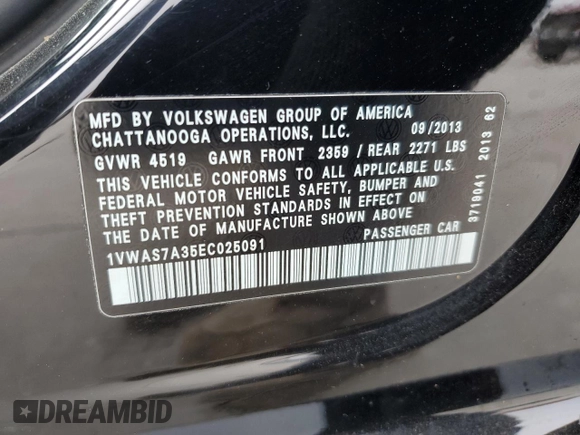 MFD BY VOLKSWAGEN GROUP OF AMERICA
CHATTANOOGA OPERATIONS, LLC. 09/2013
GVWR 4519 GAWR FRONT 2359 / REAR 2271 LBS
THIS VEHICLE CONFORMS TO ALL APPLICABLE U.S.
FEDERAL MOTOR VEHICLE SAFETY, BUMPER AND
THEFT PREVENTION STANDARDS IN EFFECT ON
THE DATE OF MANUFACTURE SHOWN ABOVE
1VWAS7A35EC025091 PASSENGER CAR
3719041 2013 62
DREAMBID